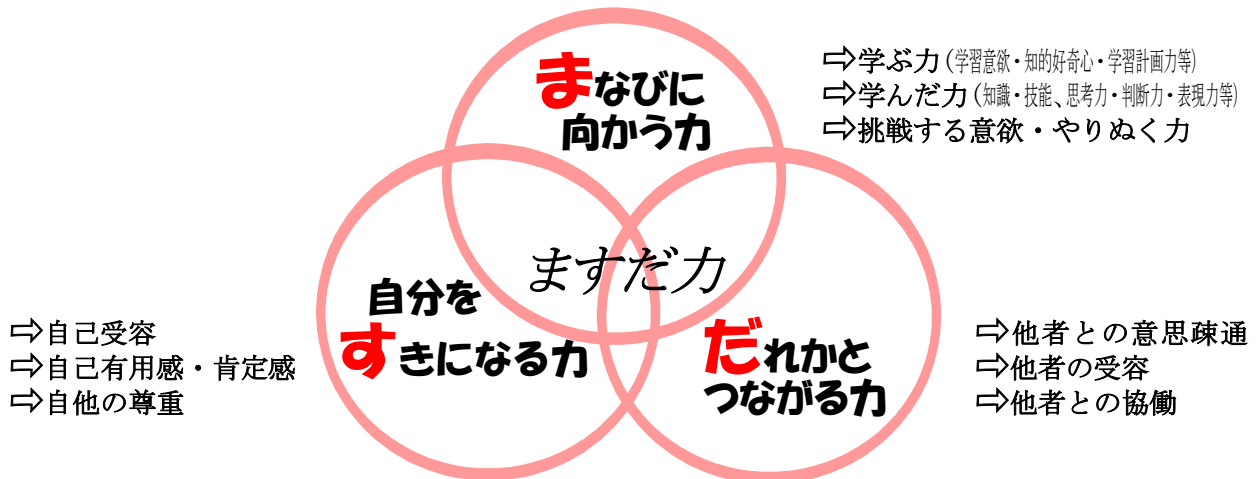 まなびに
向かう力
⇨学ぶ力(学習意欲・知的好奇心・学習計画力等)
⇨学んだ力(知識・技能、思考力・判断力・表現力等)
⇨挑戦する意欲・やりぬく力
ますだ力
自分を
すきになる力
⇨自己受容
⇨自己有用感・肯定感
⇨自他の尊重
だれかと
つながる力
⇨他者との意思疎通
⇨他者の受容
⇨他者との協働